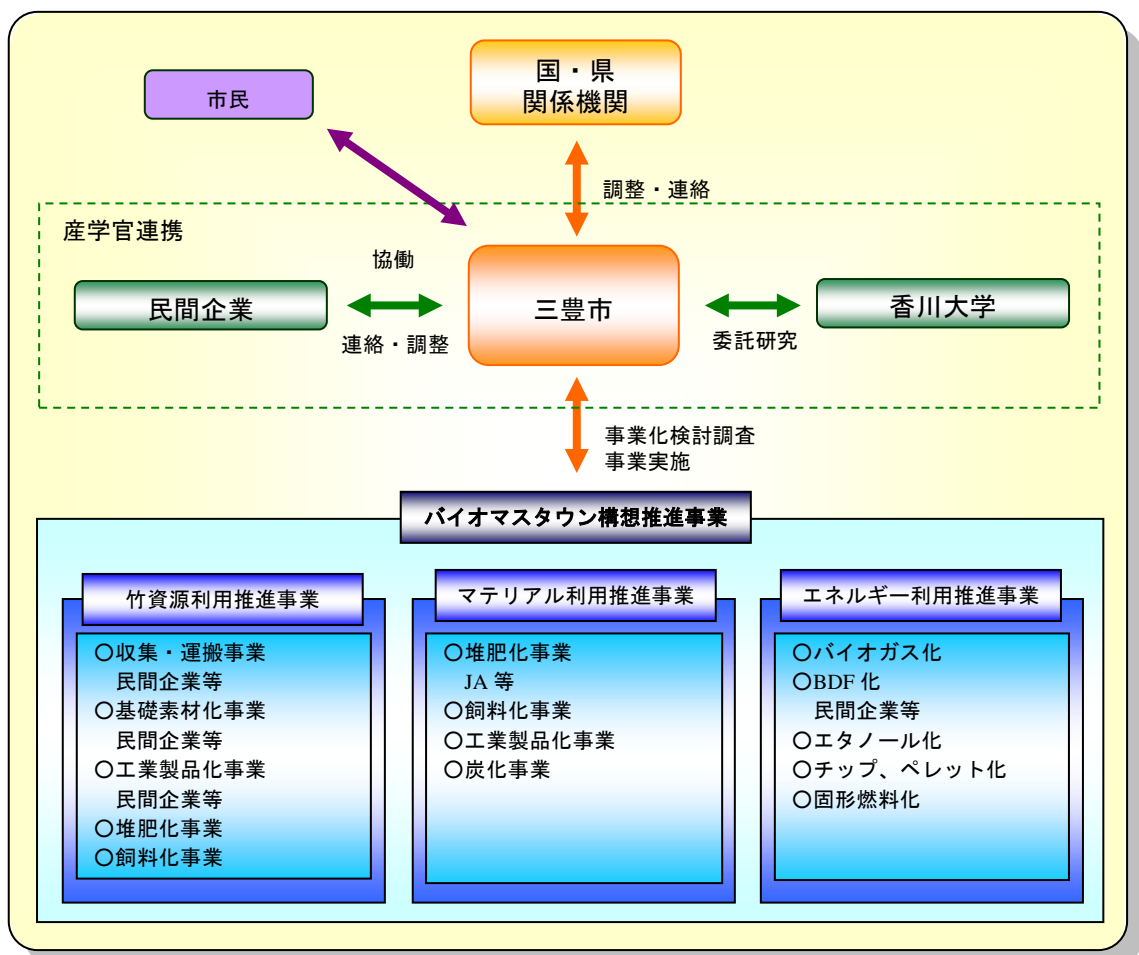 市民
国・県
関係機関
調整・連絡
産学官連携
協働
民間企業
三豊市
香川大学
連絡・調整
委託研究
事業化検討調査
事業実施
バイオマスタウン構想推進事業
竹資源利用推進事業
○収集・運搬事業
民間企業等
○基礎素材化事業
民間企業等
○工業製品化事業
民間企業等
○堆肥化事業
○飼料化事業
マテリアル利用推進事業
○堆肥化事業
JA 等
○飼料化事業
○工業製品化事業
○炭化事業
エネルギー利用推進事業
○バイオガス化
○BDF 化
民間企業等
○エタノール化
○チップ、ペレット化
○固形燃料化